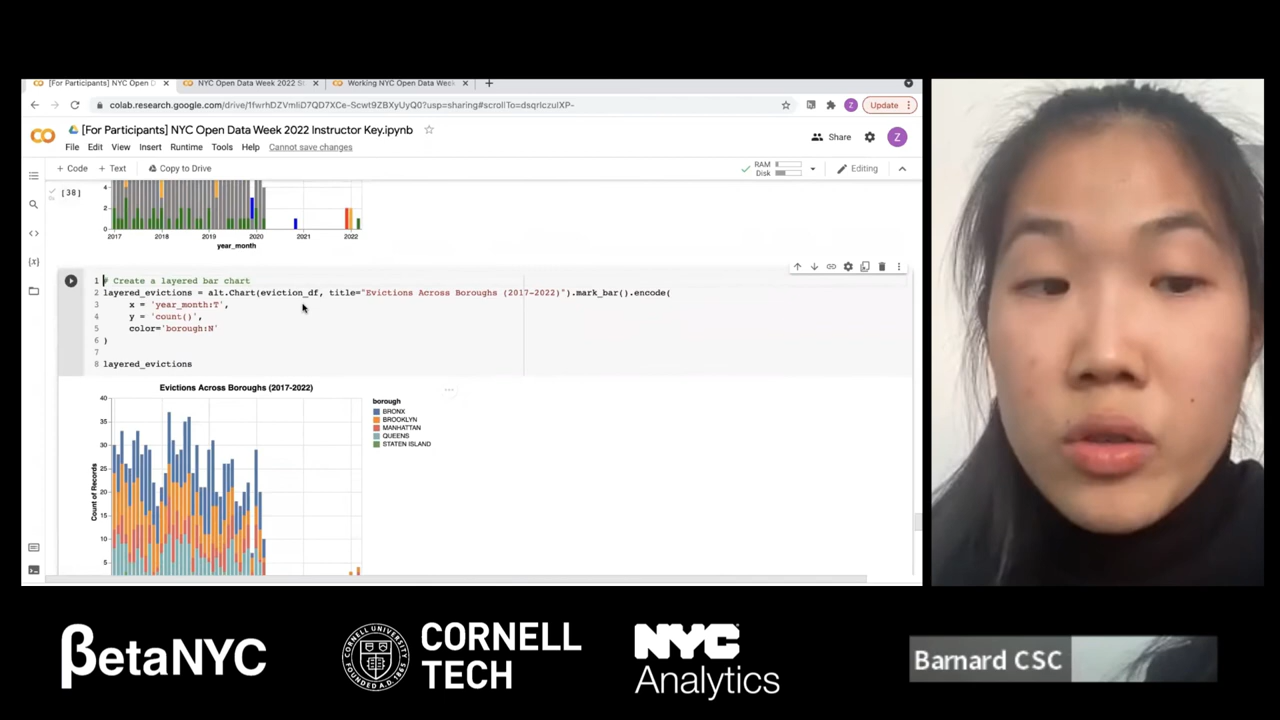 [For Participants] NYC Open D
NYC Open Data Week 2022 S
Working NYC Open Data Week
colab.research.google.com/drive/1fwrhDZVmIiD7QD7XCe-Scwt9ZBXyUyQ0?usp=sharing#scrollTo=dsqrIczulXP-
Z
Update
[For Participants] NYC Open Data Week 2022 Instructor Key.ipynb
Share
Z
File Edit View Insert Runtime Tools Help Cannot save changes
+ Code + Text Copy to Drive
RAM
Disk
Editing
[38]
4
2
0
2017 2018 2019 2020 2021 2022
year_month
1 # Create a layered bar chart
2 layered_evictions = alt.Chart(eviction_df, title="Evictions Across Boroughs (2017-2022)").mark_bar().encode(
3 x = 'year_month:T',
4 y = 'count()',
5 color='borough:N'
6 )
7
8 layered_evictions
Evictions Across Boroughs (2017-2022)
40
35
30
25
20
15
10
5
Count of Records
borough
BRONX
BROOKLYN
MANHATTAN
QUEENS
STATEN ISLAND
βetaNYC
CORNELL UNIVERSITY
FOUNDED A.D. 1865
CORNELL
TECH
NYC
Analytics
Barnard CSC